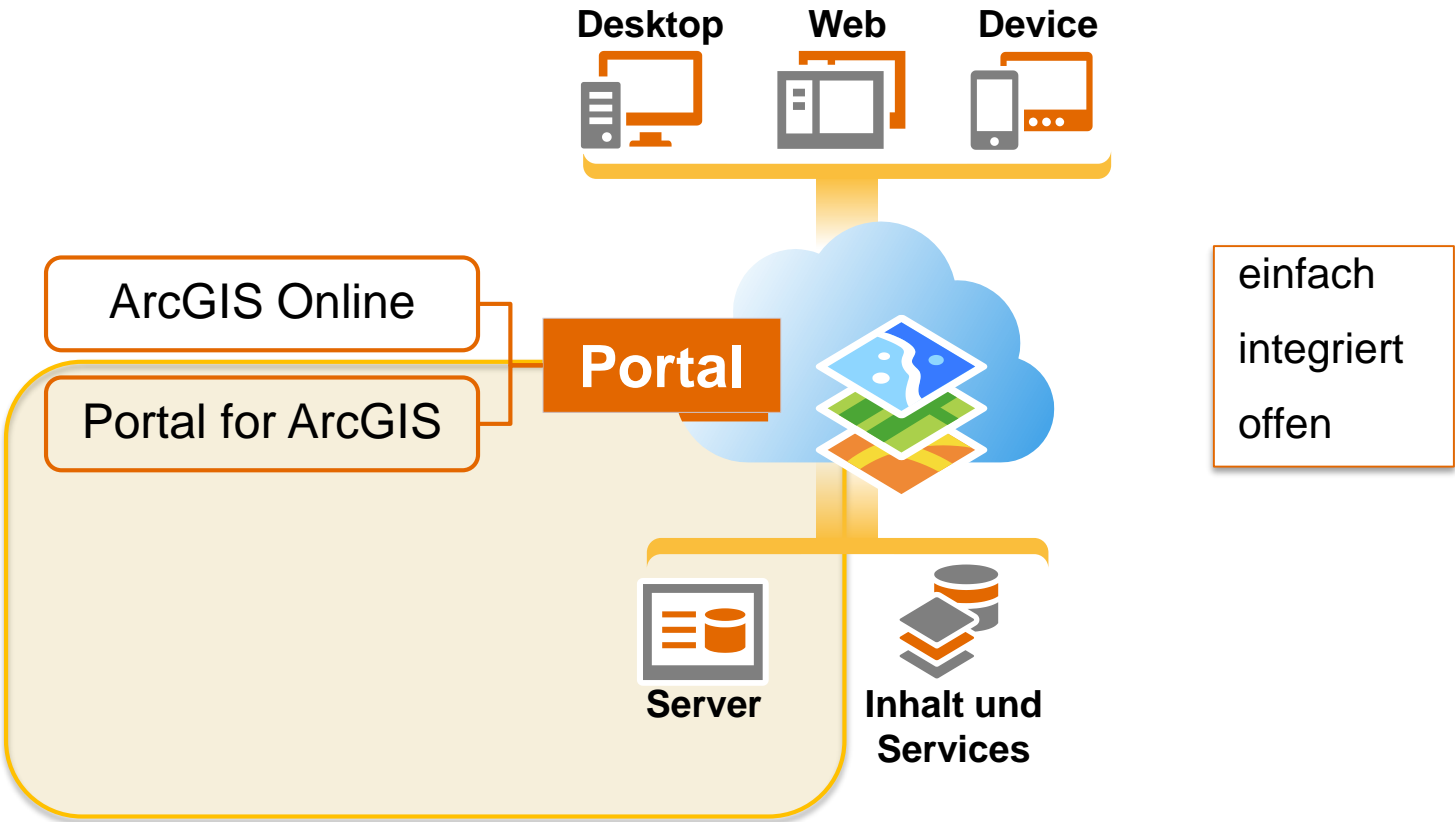 Desktop
Web
Device
ArcGIS Online
Portal for ArcGIS
Portal
einfach
integriert
offen
Server
Inhalt und
Services